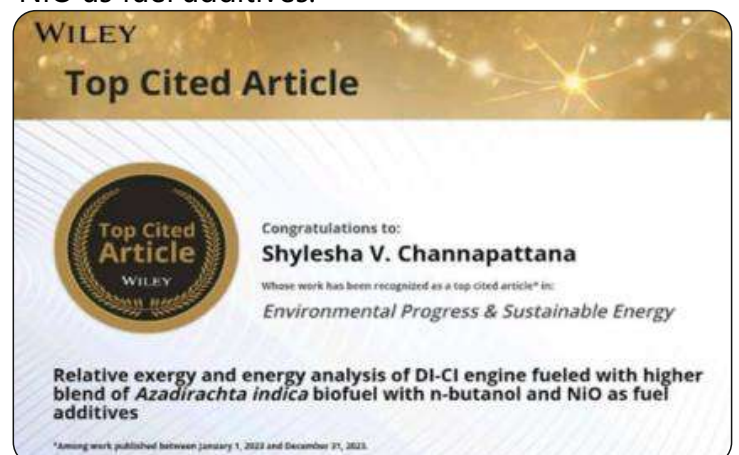 NiO as fuel additives.
WILEY
Top Cited Article
Top Cited
Article
WILEY
Congratulations to:
Shylesha V. Channapattana
Whose work has been recognized as a top cited article* in:
Environmental Progress & Sustainable Energy
Relative exergy and energy analysis of DI-CI engine fueled with higher
blend of Azadirachta indica biofuel with n-butanol and NiO as fuel
additives
*Among work published between January 1, 2023 and December 31, 2023.